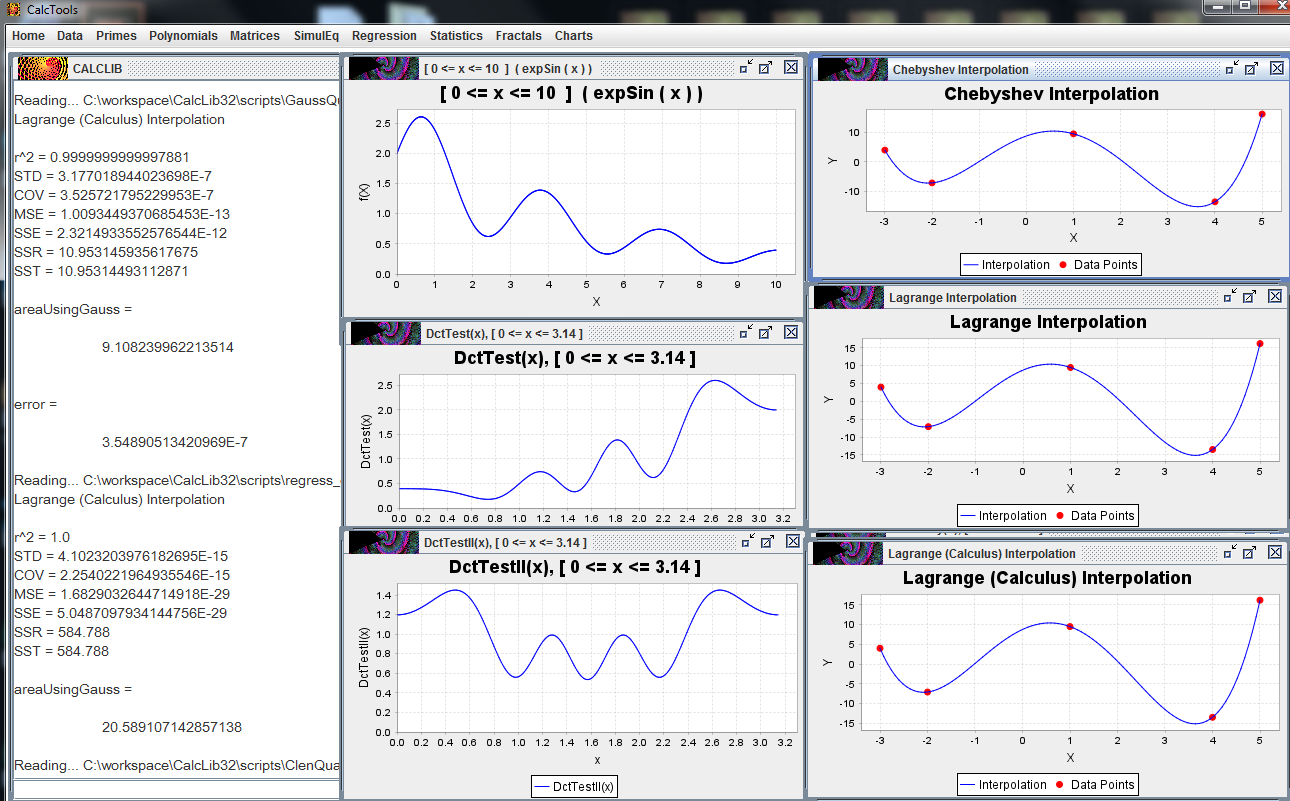 CalcTools
Home Data Primes Polynomials Matrices SimulEq Regression Statistics Fractals Charts
CALCLIB
Reading... C:\workspace\CalcLib32\scripts\GaussQu
Lagrange (Calculus) Interpolation
r^2 = 0.9999999999997881
STD = 3.177018944023698E-7
COV = 3.525721795229953E-7
MSE = 1.0093449370685453E-13
SSE = 2.3214933552576544E-12
SSR = 10.953145935617675
SST = 10.95314493112871
areaUsingGauss =
9.108239962213514
error =
3.54890513420969E-7
Reading... C:\workspace\CalcLib32\scripts\regress_
Lagrange (Calculus) Interpolation
r^2 = 1.0
STD = 4.1023203976182695E-15
COV = 2.2540221964935546E-15
MSE = 1.6829032644714918E-29
SSE = 5.0487097934144756E-29
SSR = 584.788
SST = 584.788
areaUsingGauss =
20.589107142857138
Reading... C:\workspace\CalcLib32\scripts\ClenQua
[ 0 <= x <= 10 ] ( expSin ( x ) )
[ 0 <= x <= 10 ] ( expSin ( x ) )
f(X)
2.5
2.0
1.5
1.0
0.5
0.0
0 1 2 3 4 5 6 7 8 9 10
X
DctTest(x), [ 0 <= x <= 3.14 ]
DctTest(x), [ 0 <= x <= 3.14 ]
DctTest(x)
2.5
2.0
1.5
1.0
0.5
0.0
0.0 0.2 0.4 0.6 0.8 1.0 1.2 1.4 1.6 1.8 2.0 2.2 2.4 2.6 2.8 3.0 3.2
DctTestII(x), [ 0 <= x <= 3.14 ]
DctTestII(x), [ 0 <= x <= 3.14 ]
DctTestII(x)
1.4
1.2
1.0
0.8
0.6
0.4
0.2
0.0
0.0 0.2 0.4 0.6 0.8 1.0 1.2 1.4 1.6 1.8 2.0 2.2 2.4 2.6 2.8 3.0 3.2
x
DctTestII(x)
Chebyshev Interpolation
Chebyshev Interpolation
Y
10
0
-10
-3 -2 -1 0 1 2 3 4 5
X
Interpolation Data Points
Lagrange Interpolation
Lagrange Interpolation
Y
15
10
5
0
-5
-10
-15
-3 -2 -1 0 1 2 3 4 5
X
Interpolation Data Points
Lagrange (Calculus) Interpolation
Lagrange (Calculus) Interpolation
Y
15
10
5
0
-5
-10
-15
-3 -2 -1 0 1 2 3 4 5
X
Interpolation Data Points